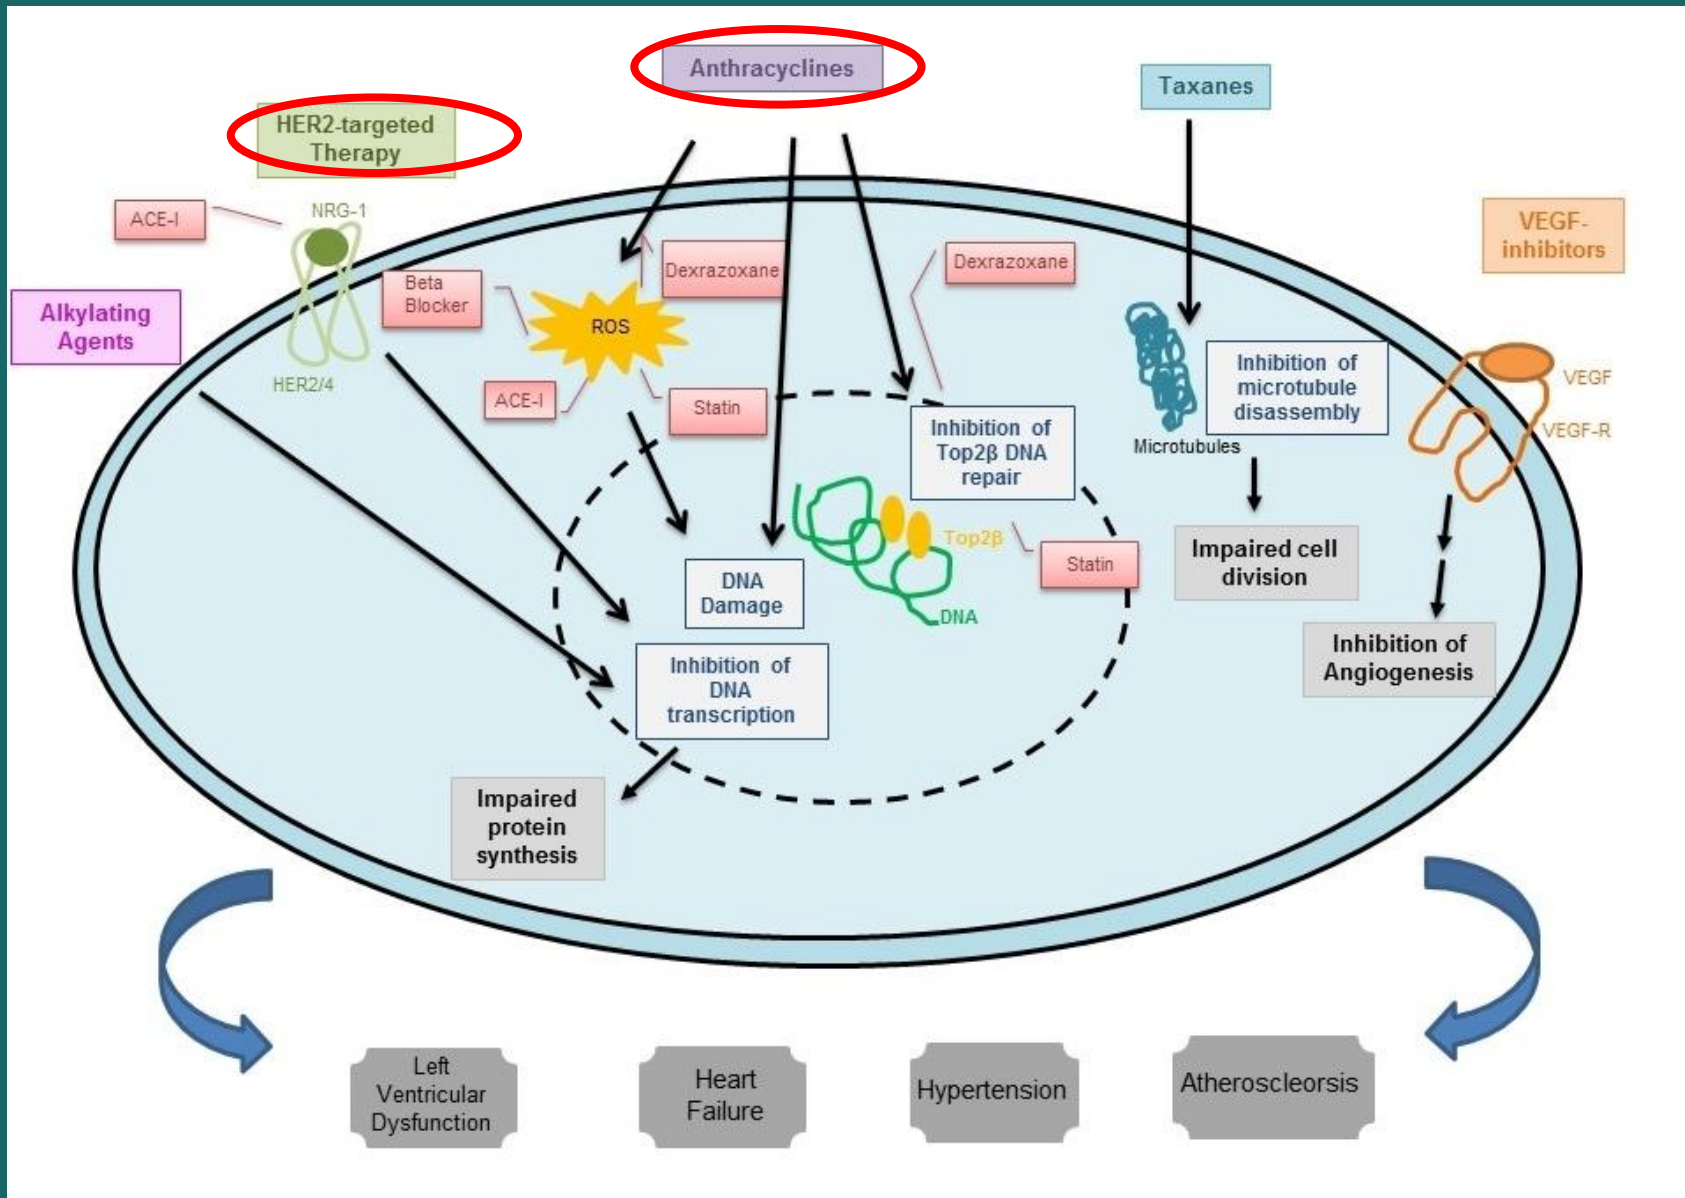 Anthracyclines
Taxanes
HER2-targeted
Therapy
ACE-I
NRG-1
VEGF-
inhibitors
Alkylating
Agents
Beta
Blocker
Dexrazoxane
Dexrazoxane
ROS
HER2/4
ACE-I
Statin
Inhibition of
microtubule
disassembly
Microtubules
VEGF
VEGF-R
Inhibition of
Top2β DNA
repair
Top2β
Statin
DNA
DNA
Damage
Impaired cell
division
Inhibition of
DNA
transcription
Inhibition of
Angiogenesis
Impaired
protein
synthesis
Left
Ventricular
Dysfunction
Heart
Failure
Hypertension
Atheroscleorsis